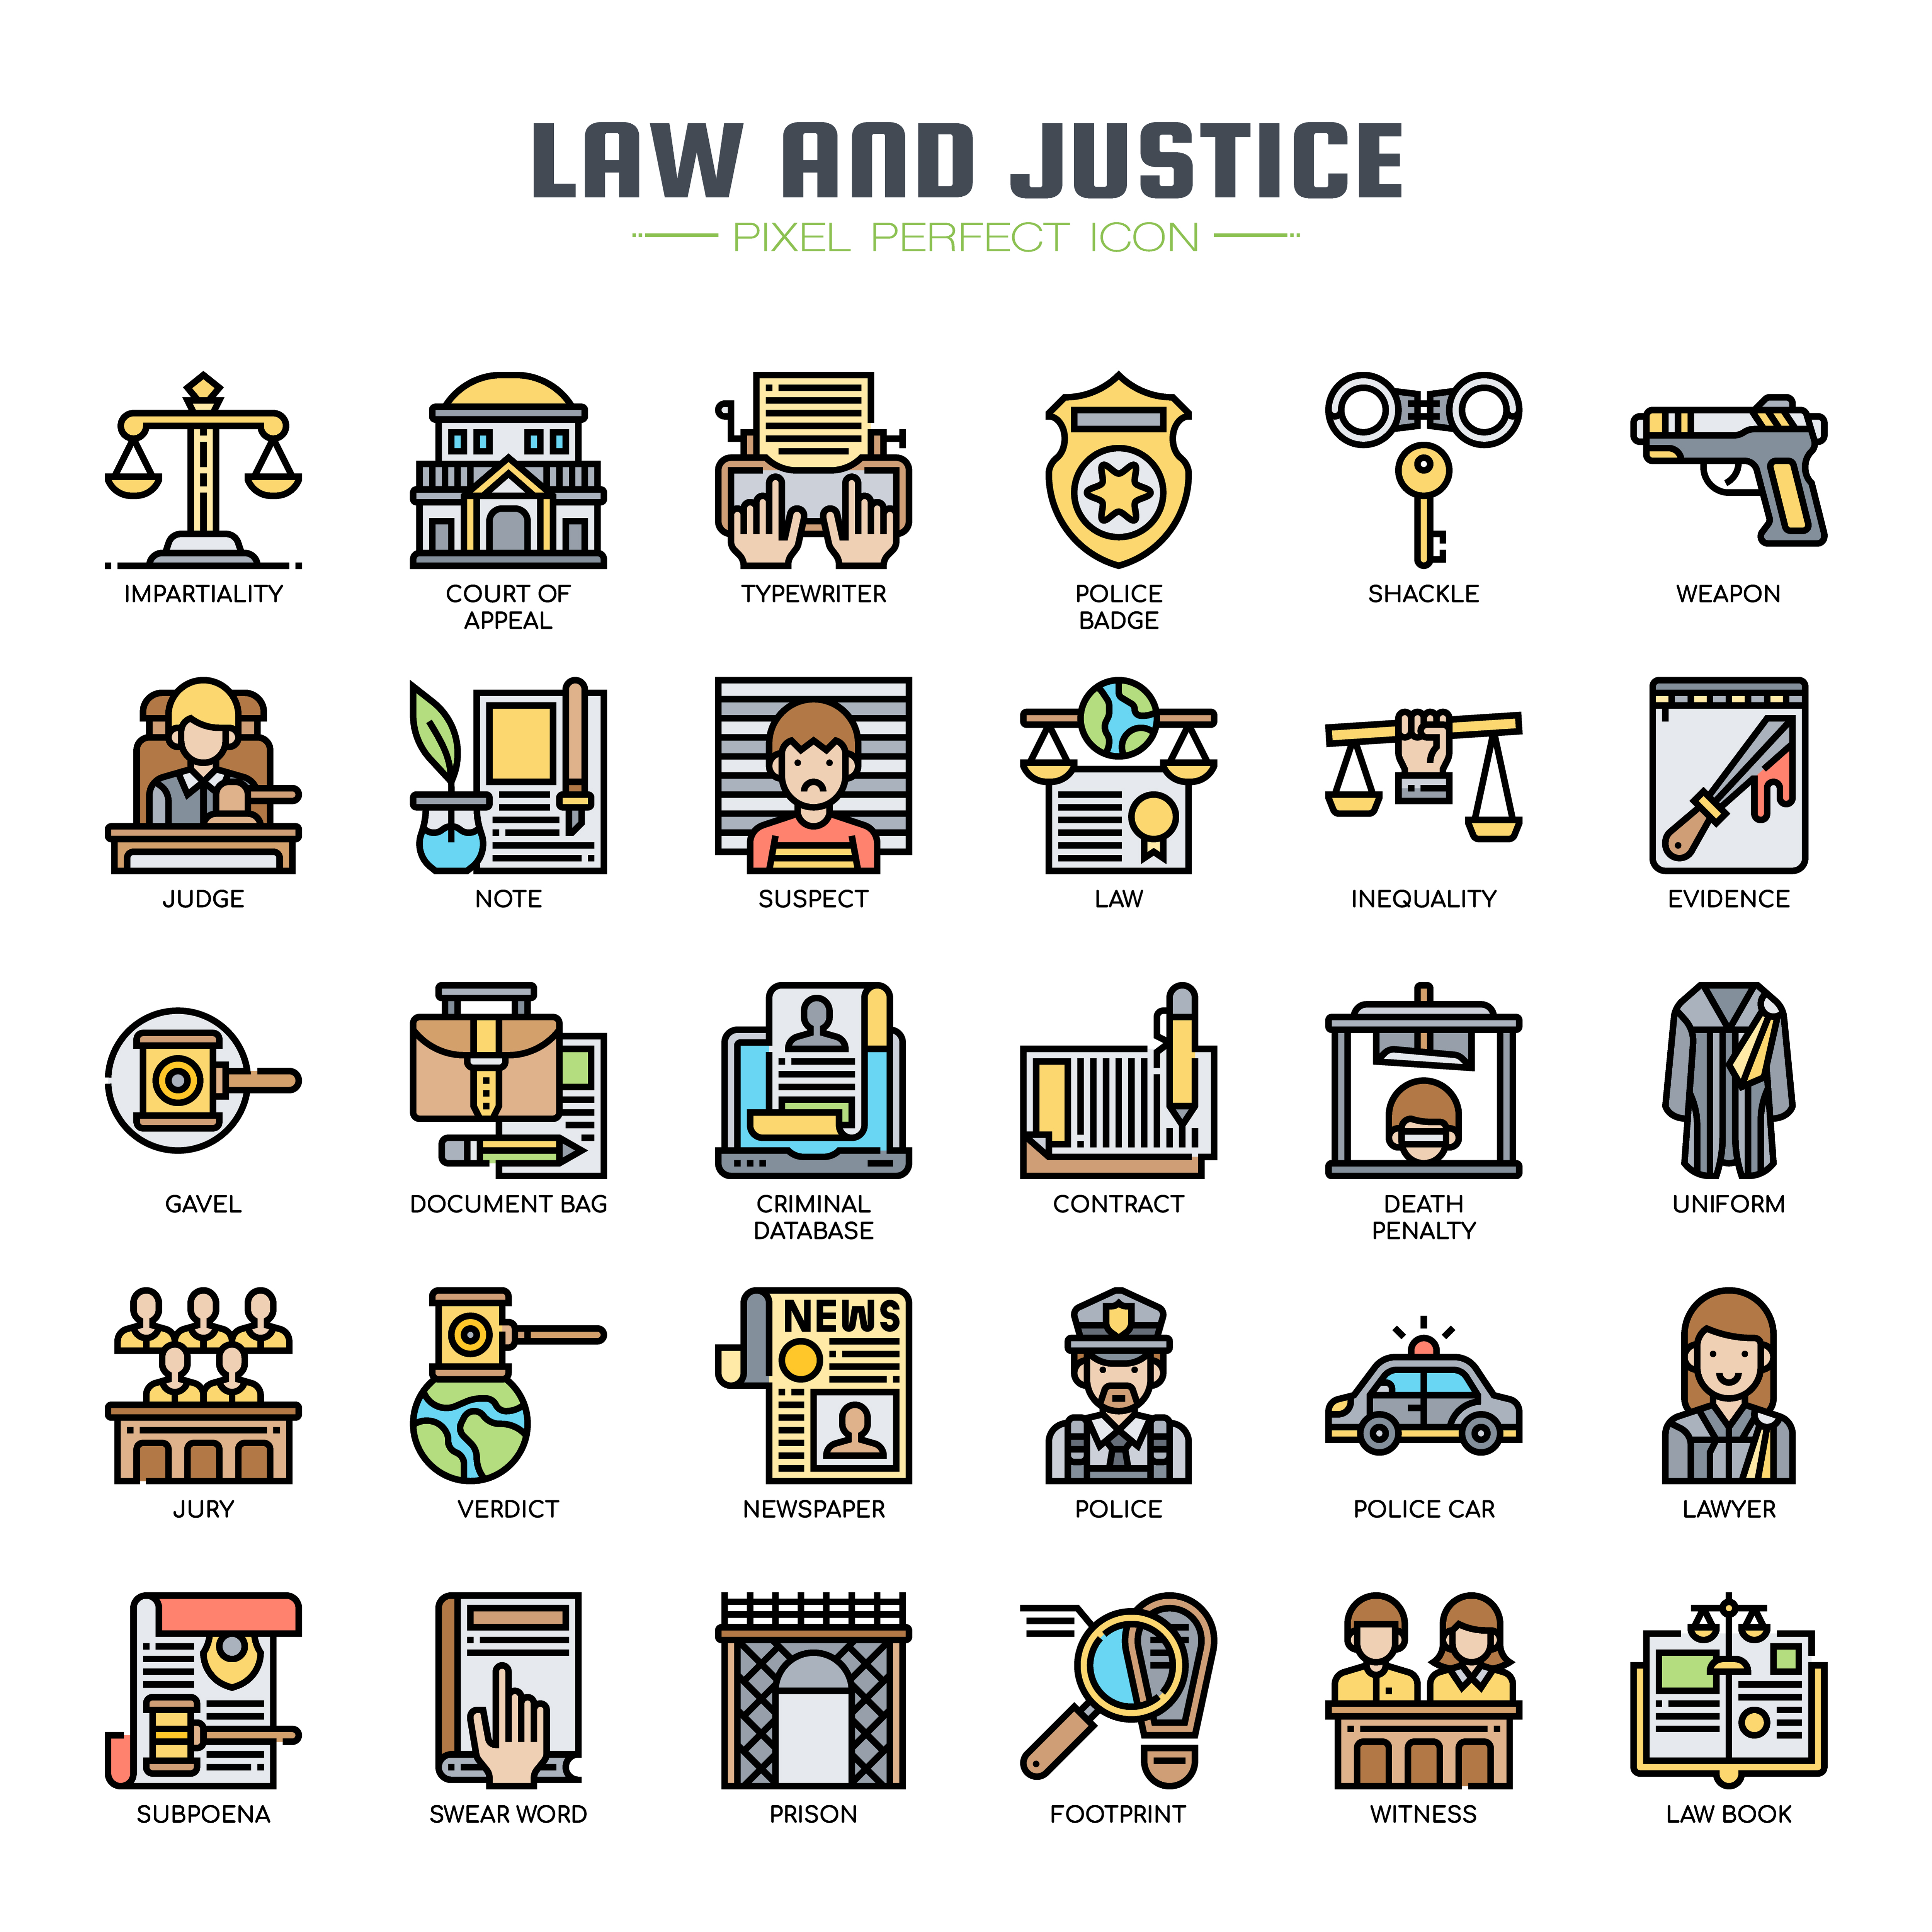 LAW AND JUSTICE
PIXEL PERFECT ICON
IMPARTIALITY
COURT OF
APPEAL
TYPEWRITER
POLICE
BADGE
SHACKLE
WEAPON
JUDGE
NOTE
SUSPECT
LAW
INEQUALITY
EVIDENCE
GAVEL
DOCUMENT BAG
CRIMINAL
DATABASE
CONTRACT
DEATH
PENALTY
UNIFORM
NEWS
JURY
VERDICT
NEWSPAPER
POLICE
POLICE CAR
LAWYER
SUBPOENA
SWEAR WORD
PRISON
FOOTPRINT
WITNESS
LAW BOOK